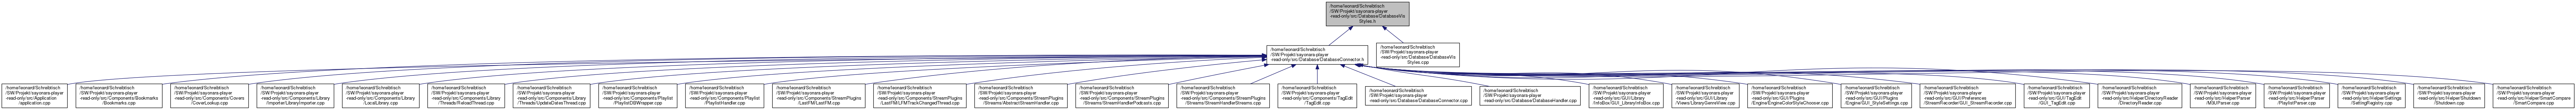 /home/leonard/Schreibtisch
/SW/Projekt/sayonara-player
-read-only/src/Database/DatabaseVis
Styles.h
/home/leonard/Schreibtisch
/SW/Projekt/sayonara-player
-read-only/src/Database/DatabaseConnector.h
/home/leonard/Schreibtisch
/SW/Projekt/sayonara-player
-read-only/src/Database/DatabaseVis
Styles.cpp
/home/leonard/Schreibtisch
/SW/Projekt/sayonara-player
-read-only/src/Application
/application.cpp
/home/leonard/Schreibtisch
/SW/Projekt/sayonara-player
-read-only/src/Components/Bookmarks
/Bookmarks.cpp
/home/leonard/Schreibtisch
/SW/Projekt/sayonara-player
-read-only/src/Components/Covers
/CoverLookup.cpp
/home/leonard/Schreibtisch
/SW/Projekt/sayonara-player
-read-only/src/Components/Library
/Importer/LibraryImporter.cpp
/home/leonard/Schreibtisch
/SW/Projekt/sayonara-player
-read-only/src/Components/Library
/LocalLibrary.cpp
/home/leonard/Schreibtisch
/SW/Projekt/sayonara-player
-read-only/src/Components/Library
/Threads/ReloadThread.cpp
/home/leonard/Schreibtisch
/SW/Projekt/sayonara-player
-read-only/src/Components/Library
/Threads/UpdateDatesThread.cpp
/home/leonard/Schreibtisch
/SW/Projekt/sayonara-player
-read-only/src/Components/Playlist
/PlaylistDBWrapper.cpp
/home/leonard/Schreibtisch
/SW/Projekt/sayonara-player
-read-only/src/Components/Playlist
/PlaylistHandler.cpp
/home/leonard/Schreibtisch
/SW/Projekt/sayonara-player
-read-only/src/Components/StreamPlugins
/LastFM/LastFM.cpp
/home/leonard/Schreibtisch
/SW/Projekt/sayonara-player
-read-only/src/Components/StreamPlugins
/LastFM/LFMTrackChangedThread.cpp
/home/leonard/Schreibtisch
/SW/Projekt/sayonara-player
-read-only/src/Components/StreamPlugins
/Streams/AbstractStreamHandler.cpp
/home/leonard/Schreibtisch
/SW/Projekt/sayonara-player
-read-only/src/Components/StreamPlugins
/Streams/StreamHandlerPodcasts.cpp
/home/leonard/Schreibtisch
/SW/Projekt/sayonara-player
-read-only/src/Components/StreamPlugins
/Streams/StreamHandlerStreams.cpp
/home/leonard/Schreibtisch
/SW/Projekt/sayonara-player
-read-only/src/Components/TagEdit
/TagEdit.cpp
/home/leonard/Schreibtisch
/SW/Projekt/sayonara-player
-read-only/src/Database/DatabaseConnector.cpp
/home/leonard/Schreibtisch
/SW/Projekt/sayonara-player
-read-only/src/Database/DatabaseHandler.cpp
/home/leonard/Schreibtisch
/SW/Projekt/sayonara-player
-read-only/src/GUI/Library
/InfoBox/GUI_LibraryInfoBox.cpp
/home/leonard/Schreibtisch
/SW/Projekt/sayonara-player
-read-only/src/GUI/Library
/Views/LibraryGenreView.cpp
/home/leonard/Schreibtisch
/SW/Projekt/sayonara-player
-read-only/src/GUI/Plugins
/Engine/EngineColorStyleChooser.cpp
/home/leonard/Schreibtisch
/SW/Projekt/sayonara-player
-read-only/src/GUI/Plugins
/Engine/GUI_StyleSettings.cpp
/home/leonard/Schreibtisch
/SW/Projekt/sayonara-player
-read-only/src/GUI/Preferences
/StreamRecorder/GUI_StreamRecorder.cpp
/home/leonard/Schreibtisch
/SW/Projekt/sayonara-player
-read-only/src/GUI/TagEdit
/GUI_TagEdit.cpp
/home/leonard/Schreibtisch
/SW/Projekt/sayonara-player
-read-only/src/Helper/DirectoryReader
/DirectoryReader.cpp
/home/leonard/Schreibtisch
/SW/Projekt/sayonara-player
-read-only/src/Helper/Parser
/M3UParser.cpp
/home/leonard/Schreibtisch
/SW/Projekt/sayonara-player
-read-only/src/Helper/Parser
/PlaylistParser.cpp
/home/leonard/Schreibtisch
/SW/Projekt/sayonara-player
-read-only/src/Helper/Settings
/SettingRegistry.cpp
/home/leonard/Schreibtisch
/SW/Projekt/sayonara-player
-read-only/src/Helper/Shutdown
/Shutdown.cpp
/home/leonard/Schreibtisch
/SW/Projekt/sayonara-player
-read-only/src/Helper/SmartCompare
/SmartCompare.cpp